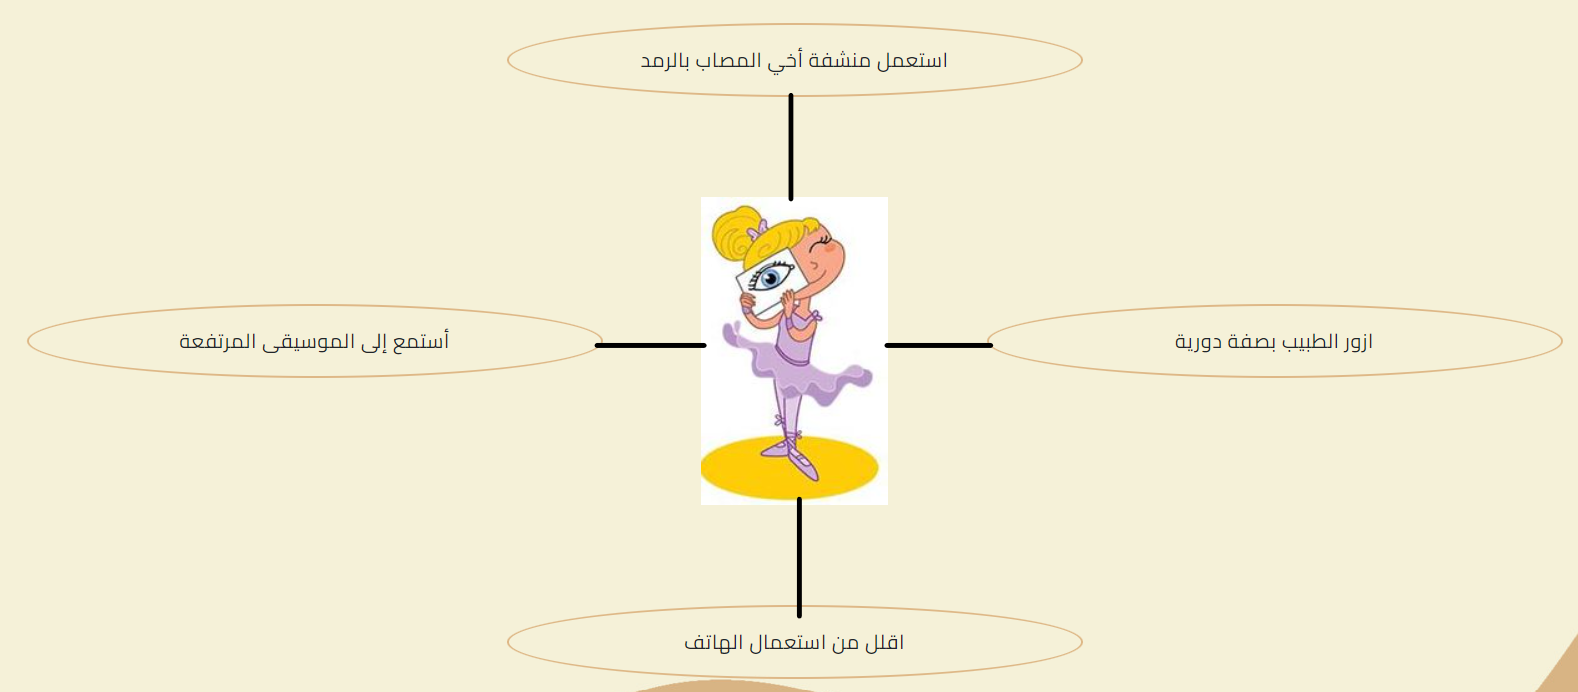 استعمل منشفة أخي المصاب بالرمد
ازور الطبيب بصفة دورية
أستمع إلى الموسيقى المرتفعة
اقلل من استعمال الهاتف